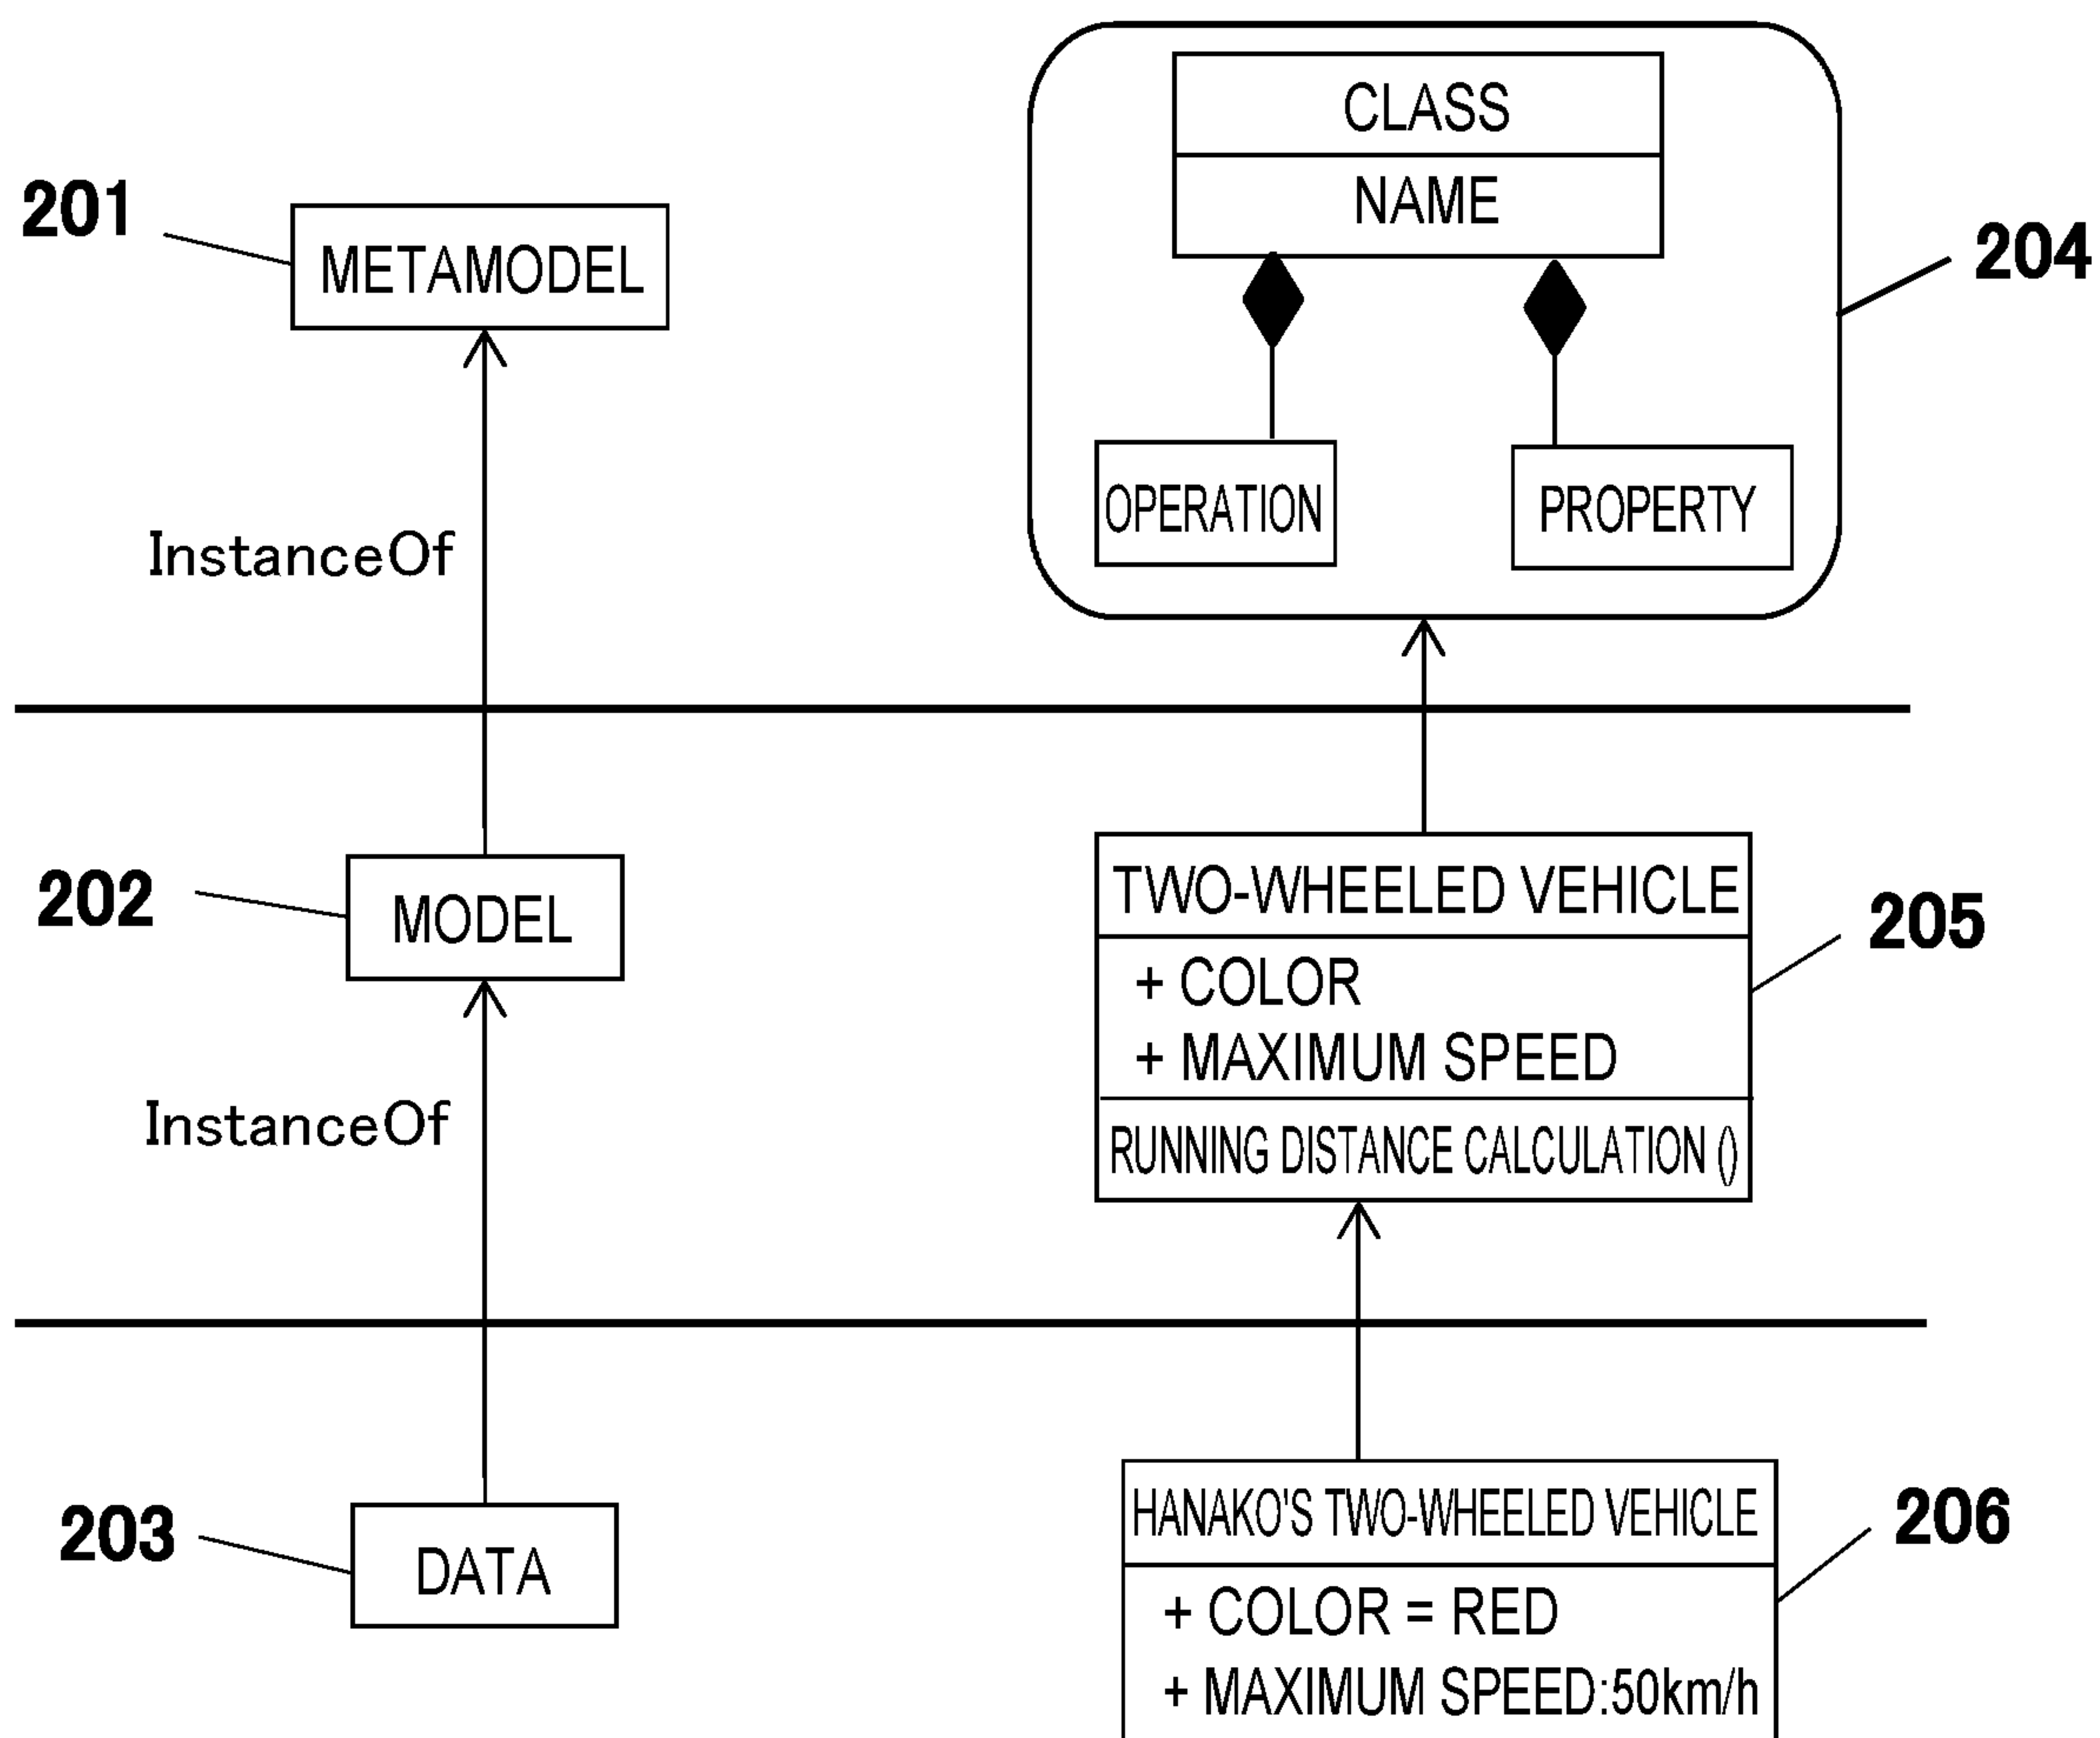 CLASS
NAME
201
METAMODEL
204
OPERATION
PROPERTY
InstanceOf
202
MODEL
TWO-WHEELED VEHICLE
205
+ COLOR
+ MAXIMUM SPEED
InstanceOf
RUNNING DISTANCE CALCULATION ()
203
DATA
HANAKO'S TWO-WHEELED VEHICLE
206
+ COLOR = RED
+ MAXIMUM SPEED:50km/h